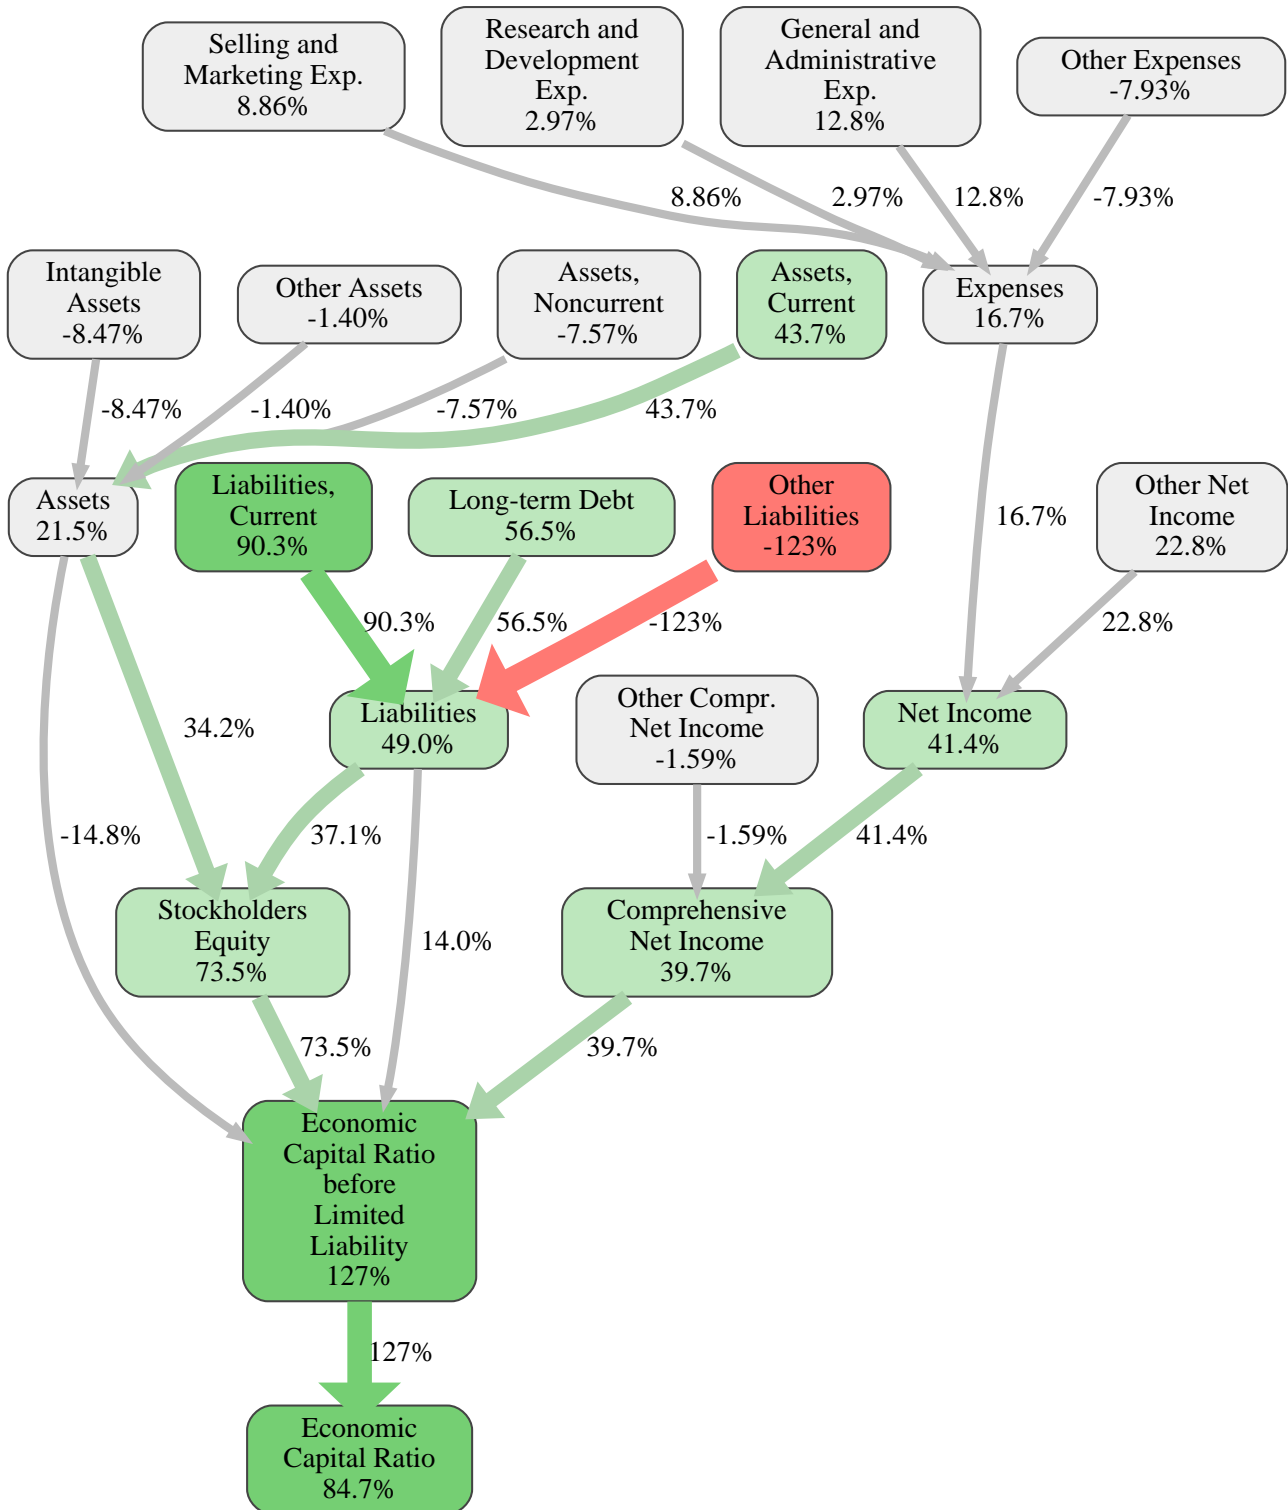 Selling and
Marketing Exp.
8.86%
Research and
Development
Exp.
2.97%
General and
Administrative
Exp.
12.8%
Other Expenses
-7.93%
8.86%
2.97%
12.8%
-7.93%
Intangible
Assets
-8.47%
Other Assets
-1.40%
Assets,
Noncurrent
-7.57%
Assets,
Current
43.7%
Expenses
16.7%
-8.47%
-1.40%
-7.57%
43.7%
Assets
21.5%
Liabilities,
Current
90.3%
Long-term Debt
56.5%
Other
Liabilities
-123%
16.7%
Other Net
Income
22.8%
90.3%
56.5%
-123%
22.8%
34.2%
Liabilities
49.0%
Other Compr.
Net Income
-1.59%
Net Income
41.4%
-14.8%
37.1%
-1.59%
41.4%
Stockholders
Equity
73.5%
14.0%
Comprehensive
Net Income
39.7%
73.5%
39.7%
Economic
Capital Ratio
before
Limited
Liability
127%
127%
Economic
Capital Ratio
84.7%